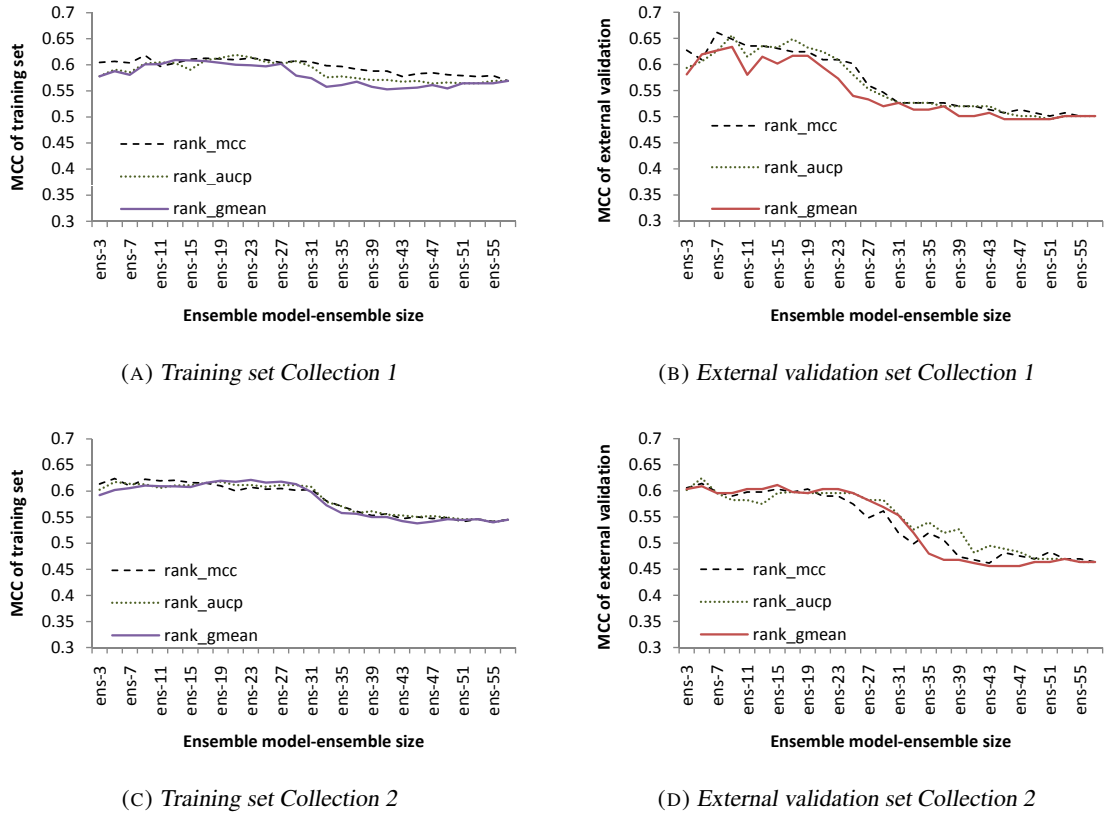 0.7
0.65
0.6
0.55
0.5
0.45
0.4
0.35
0.3
MCC of training set
rank_mcc
rank_aucp
rank_gmean
ens-3
ens-7
ens-11
ens-15
ens-19
ens-23
ens-27
ens-31
ens-35
ens-39
ens-43
ens-47
ens-51
ens-55
Ensemble model-ensemble size
(A) Training set Collection 1
0.7
0.65
0.6
0.55
0.5
0.45
0.4
0.35
0.3
MCC of external validation
rank_mcc
rank_aucp
rank_gmean
ens-3
ens-7
ens-11
ens-15
ens-19
ens-23
ens-27
ens-31
ens-35
ens-39
ens-43
ens-47
ens-51
ens-55
Ensemble model-ensemble size
(B) External validation set Collection 1
0.7
0.65
0.6
0.55
0.5
0.45
0.4
0.35
0.3
MCC of training set
rank_mcc
rank_aucp
rank_gmean
ens-3
ens-7
ens-11
ens-15
ens-19
ens-23
ens-27
ens-31
ens-35
ens-39
ens-43
ens-47
ens-51
ens-55
Ensemble model-ensemble size
(C) Training set Collection 2
0.7
0.65
0.6
0.55
0.5
0.45
0.4
0.35
0.3
MCC of external validation
rank_mcc
rank_aucp
rank_gmean
ens-3
ens-7
ens-11
ens-15
ens-19
ens-23
ens-27
ens-31
ens-35
ens-39
ens-43
ens-47
ens-51
ens-55
Ensemble model-ensemble size
(D) External validation set Collection 2